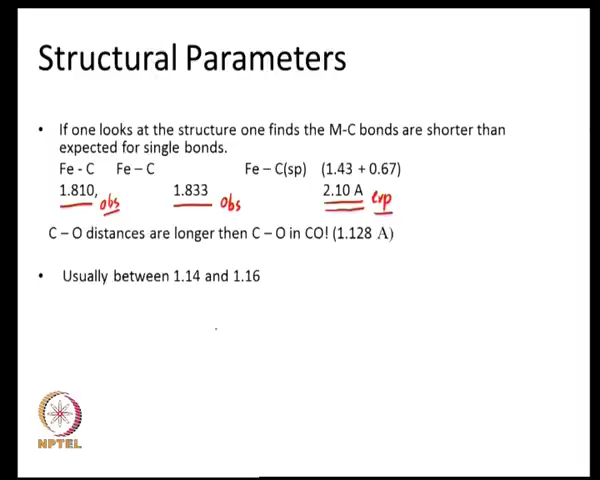 Structural Parameters
• If one looks at the structure one finds the M-C bonds are shorter than
expected for single bonds.
Fe - C Fe – C Fe – C(sp) (1.43 + 0.67)
1.810, obs 1.833 obs 2.10 A exp
C – O distances are longer then C – O in CO! (1.128 A)
• Usually between 1.14 and 1.16
NPTEL